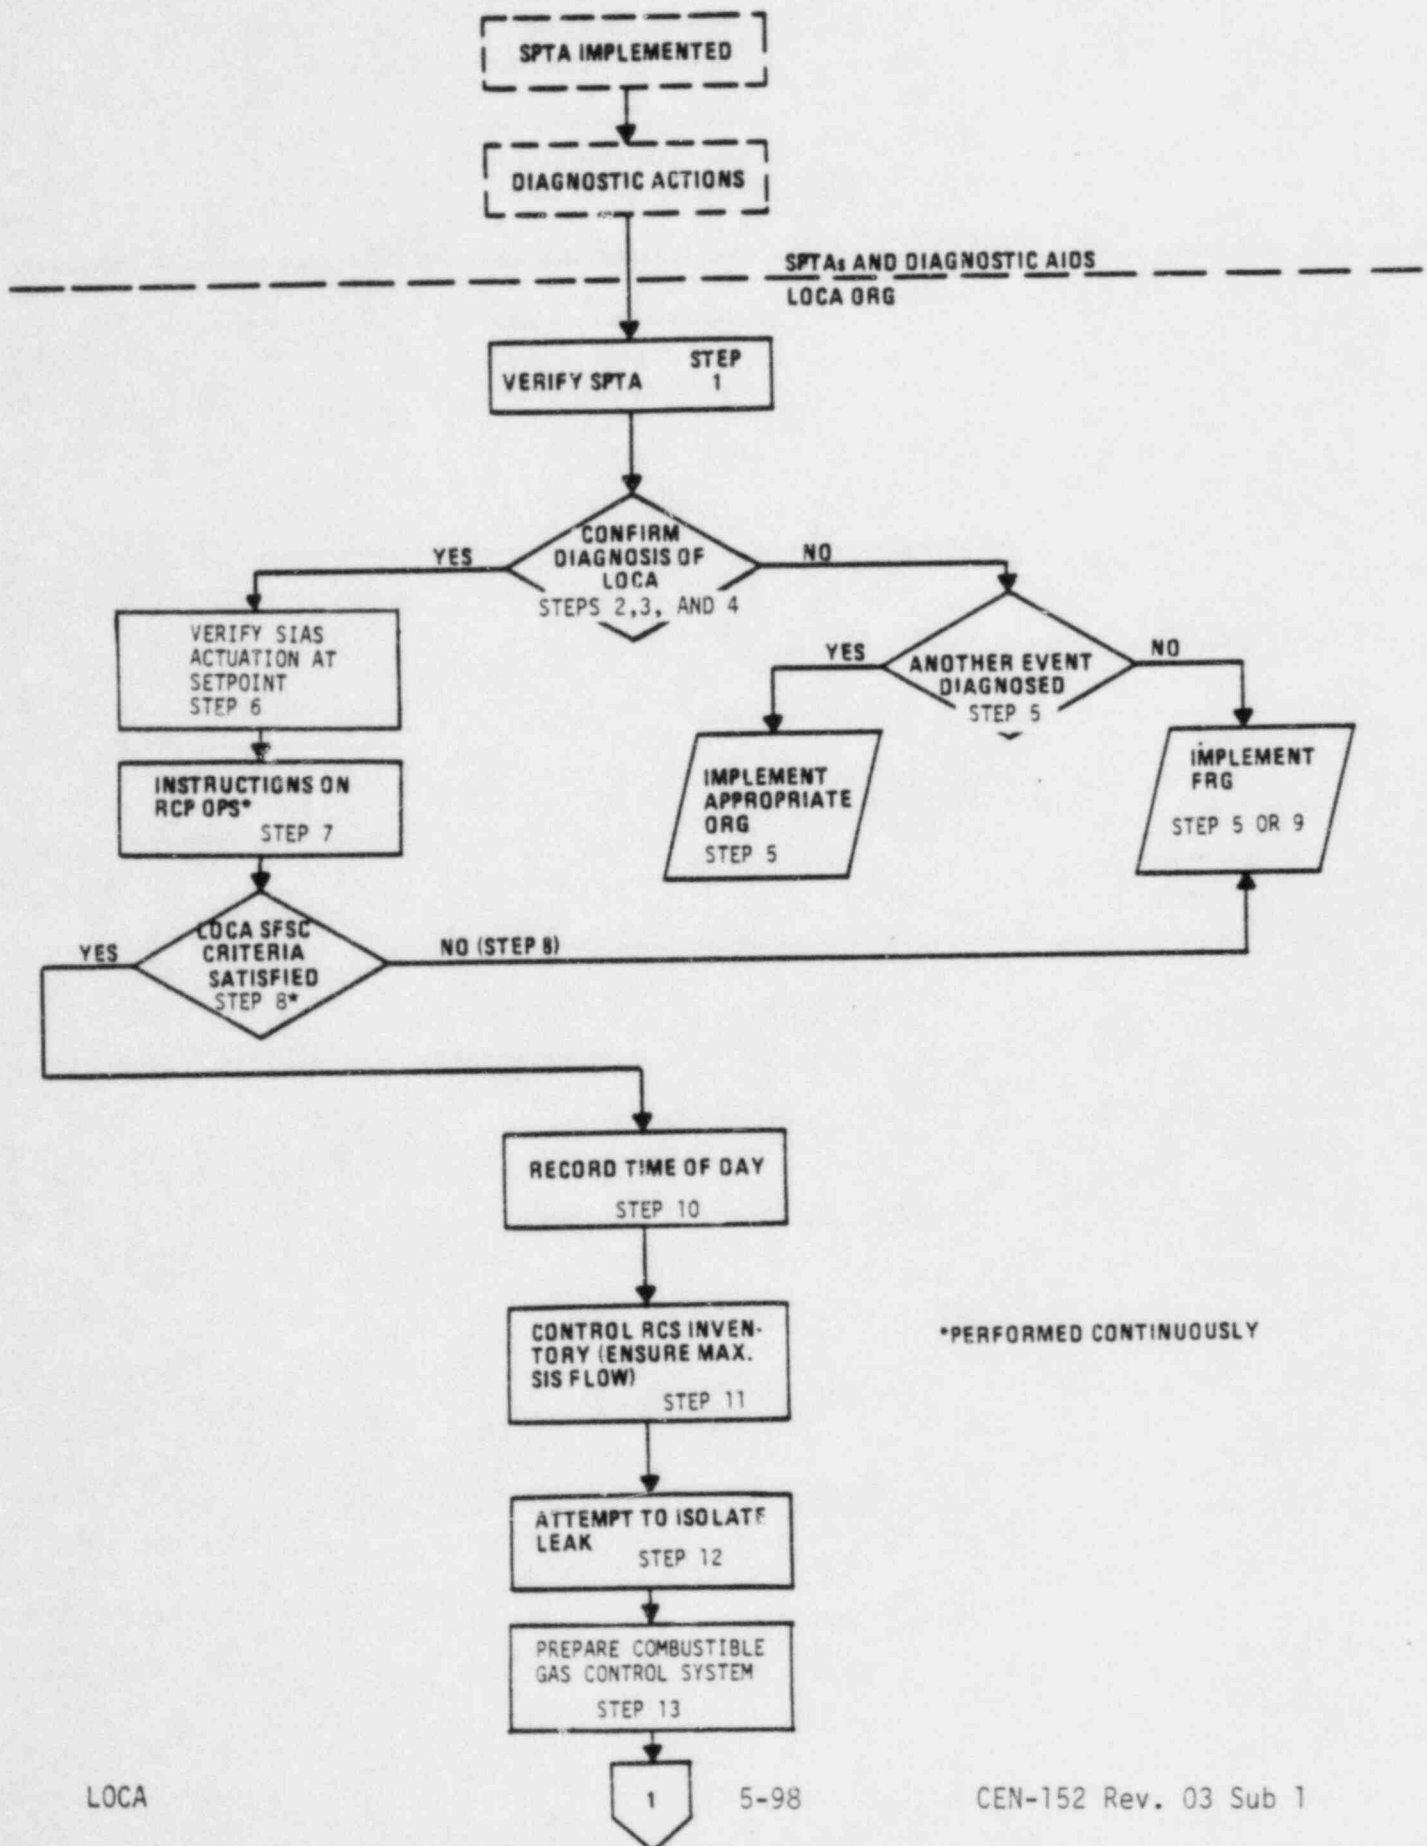 SPTA IMPLEMENTED
DIAGNOSTIC ACTIONS
SPTAs AND DIAGNOSTIC AIDS
LOCA ORG
VERIFY SPTA STEP
1
CONFIRM
DIAGNOSIS OF
LOCA
STEPS 2,3, AND 4
YES
NO
VERIFY SIAS
ACTUATION AT
SETPOINT
STEP 6
ANOTHER EVENT
DIAGNOSED
STEP 5
YES
NO
IMPLEMENT
APPROPRIATE
ORG
STEP 5
IMPLEMENT
FRG
STEP 5 OR 9
INSTRUCTIONS ON
RCP OPS*
STEP 7
LOCA SFSC
CRITERIA
SATISFIED
STEP 8*
YES
NO (STEP 8)
RECORD TIME OF DAY
STEP 10
CONTROL RCS INVEN-
TORY (ENSURE MAX.
SIS FLOW)
STEP 11
*PERFORMED CONTINUOUSLY
ATTEMPT TO ISOLATE
LEAK STEP 12
PREPARE COMBUSTIBLE
GAS CONTROL SYSTEM
STEP 13
1
LOCA 5-98 CEN-152 Rev. 03 Sub 1